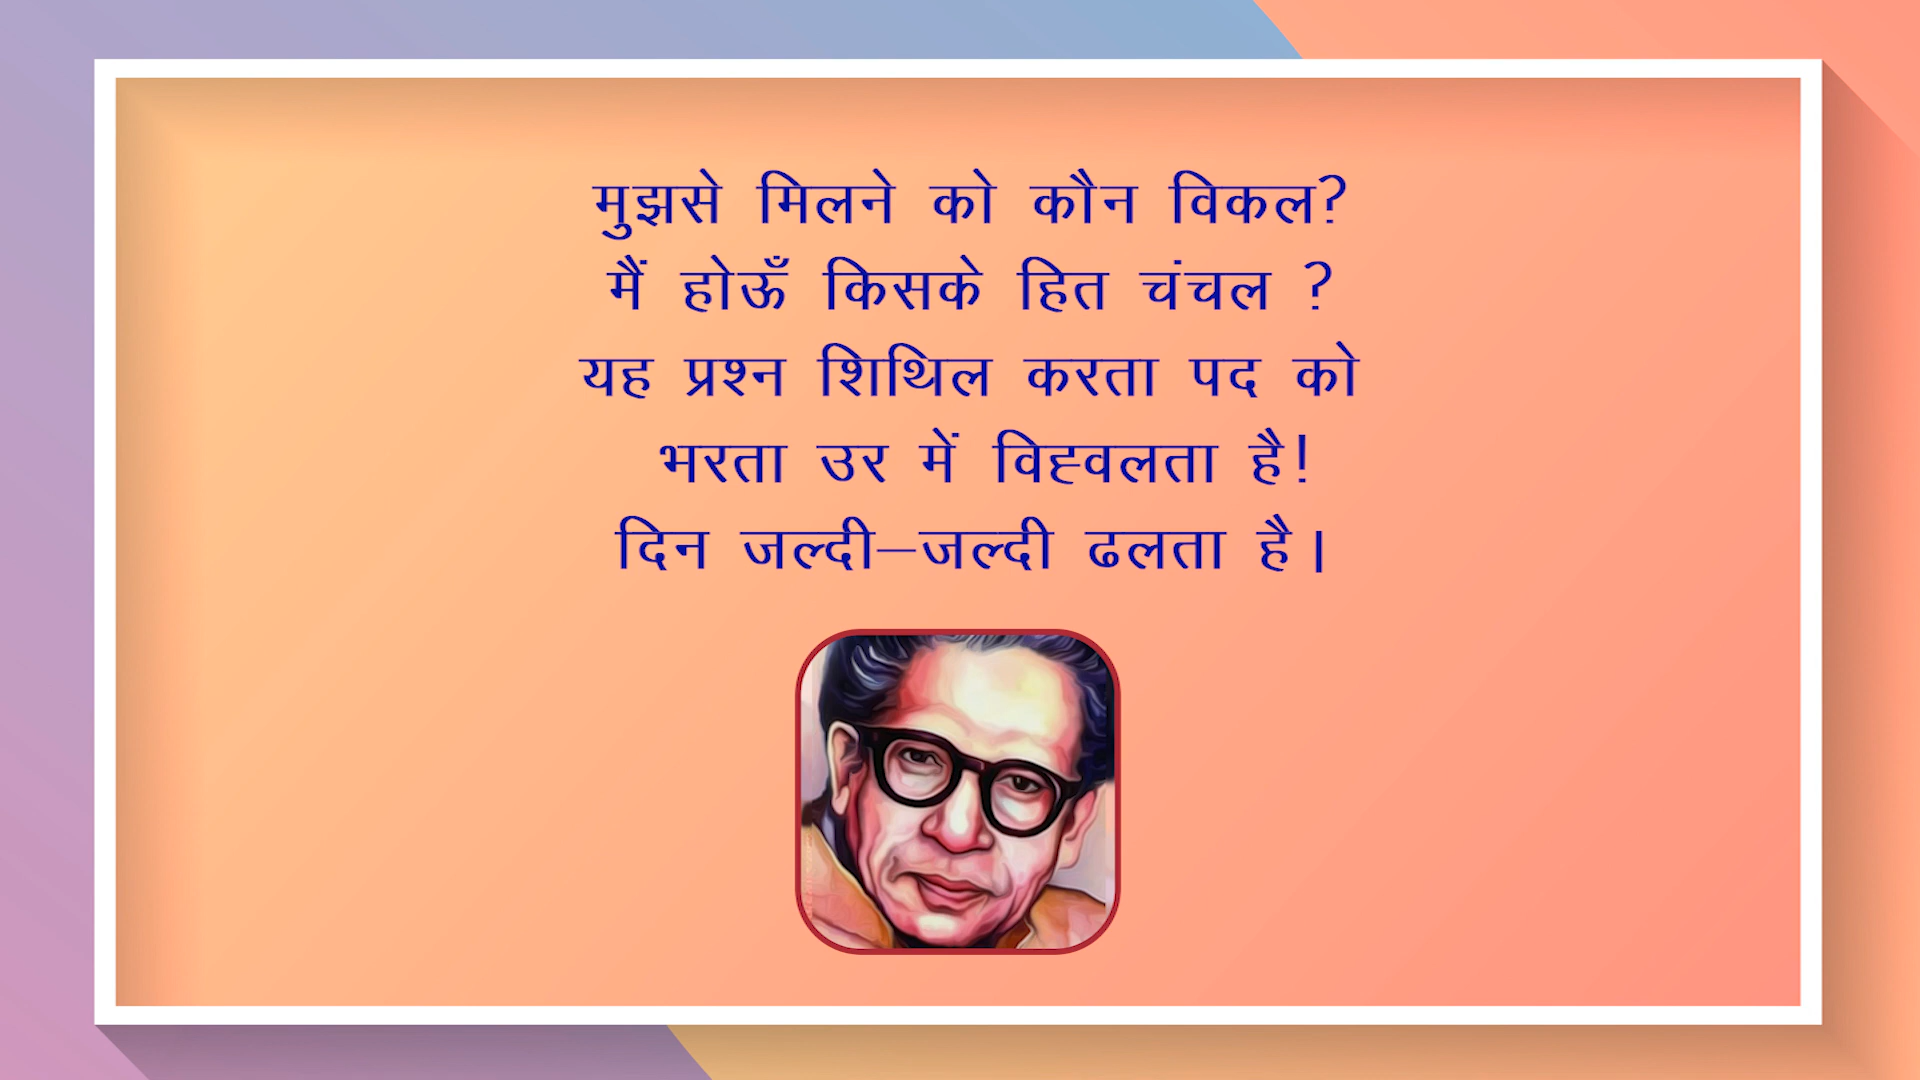 मुझसे मिलने को कौन विकल?
मैं होऊँ किसके हित चंचल ?
यह प्रश्न शिथिल करता पद को
भरता उर में विह्वलता है!
दिन जल्दी–जल्दी ढलता है।